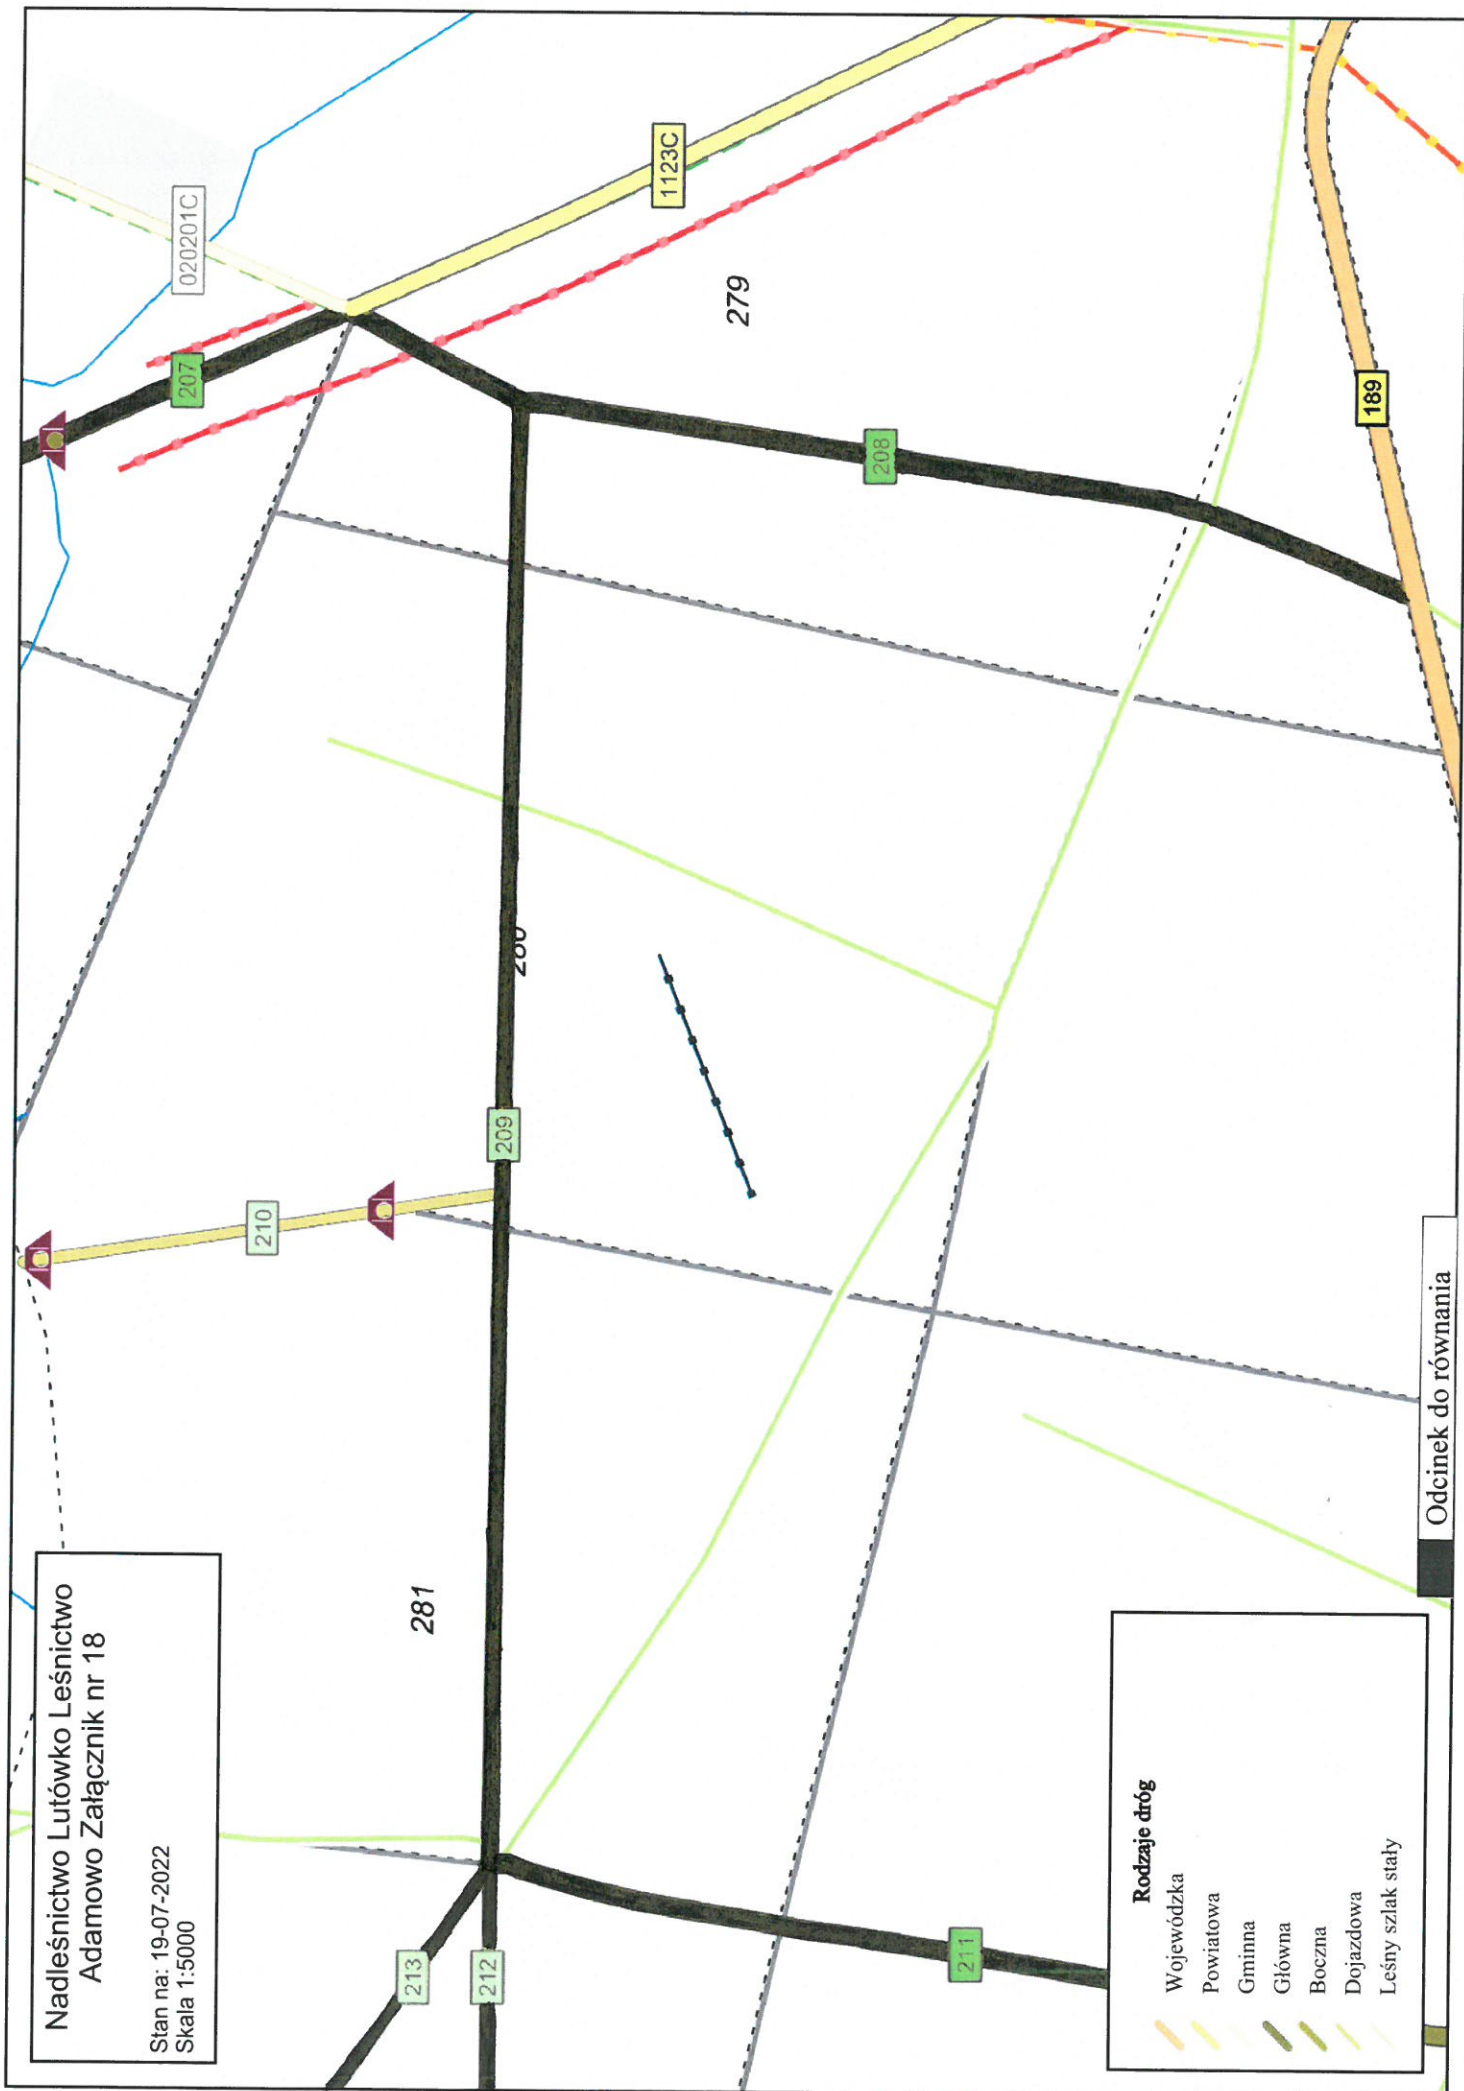 Nadleśnictwo Lutówko Leśnictwo
Adamowo Załącznik nr 18
Stan na: 19-07-2022
Skala 1:5000
020201C
1123C
207
279
208
189
280
209
210
281
213
212
211
Rodzaje dróg
Wojewódzka
Powiatowa
Gminna
Główna
Boczna
Dojazdowa
Leśny szlak stały
Odcinek do równania